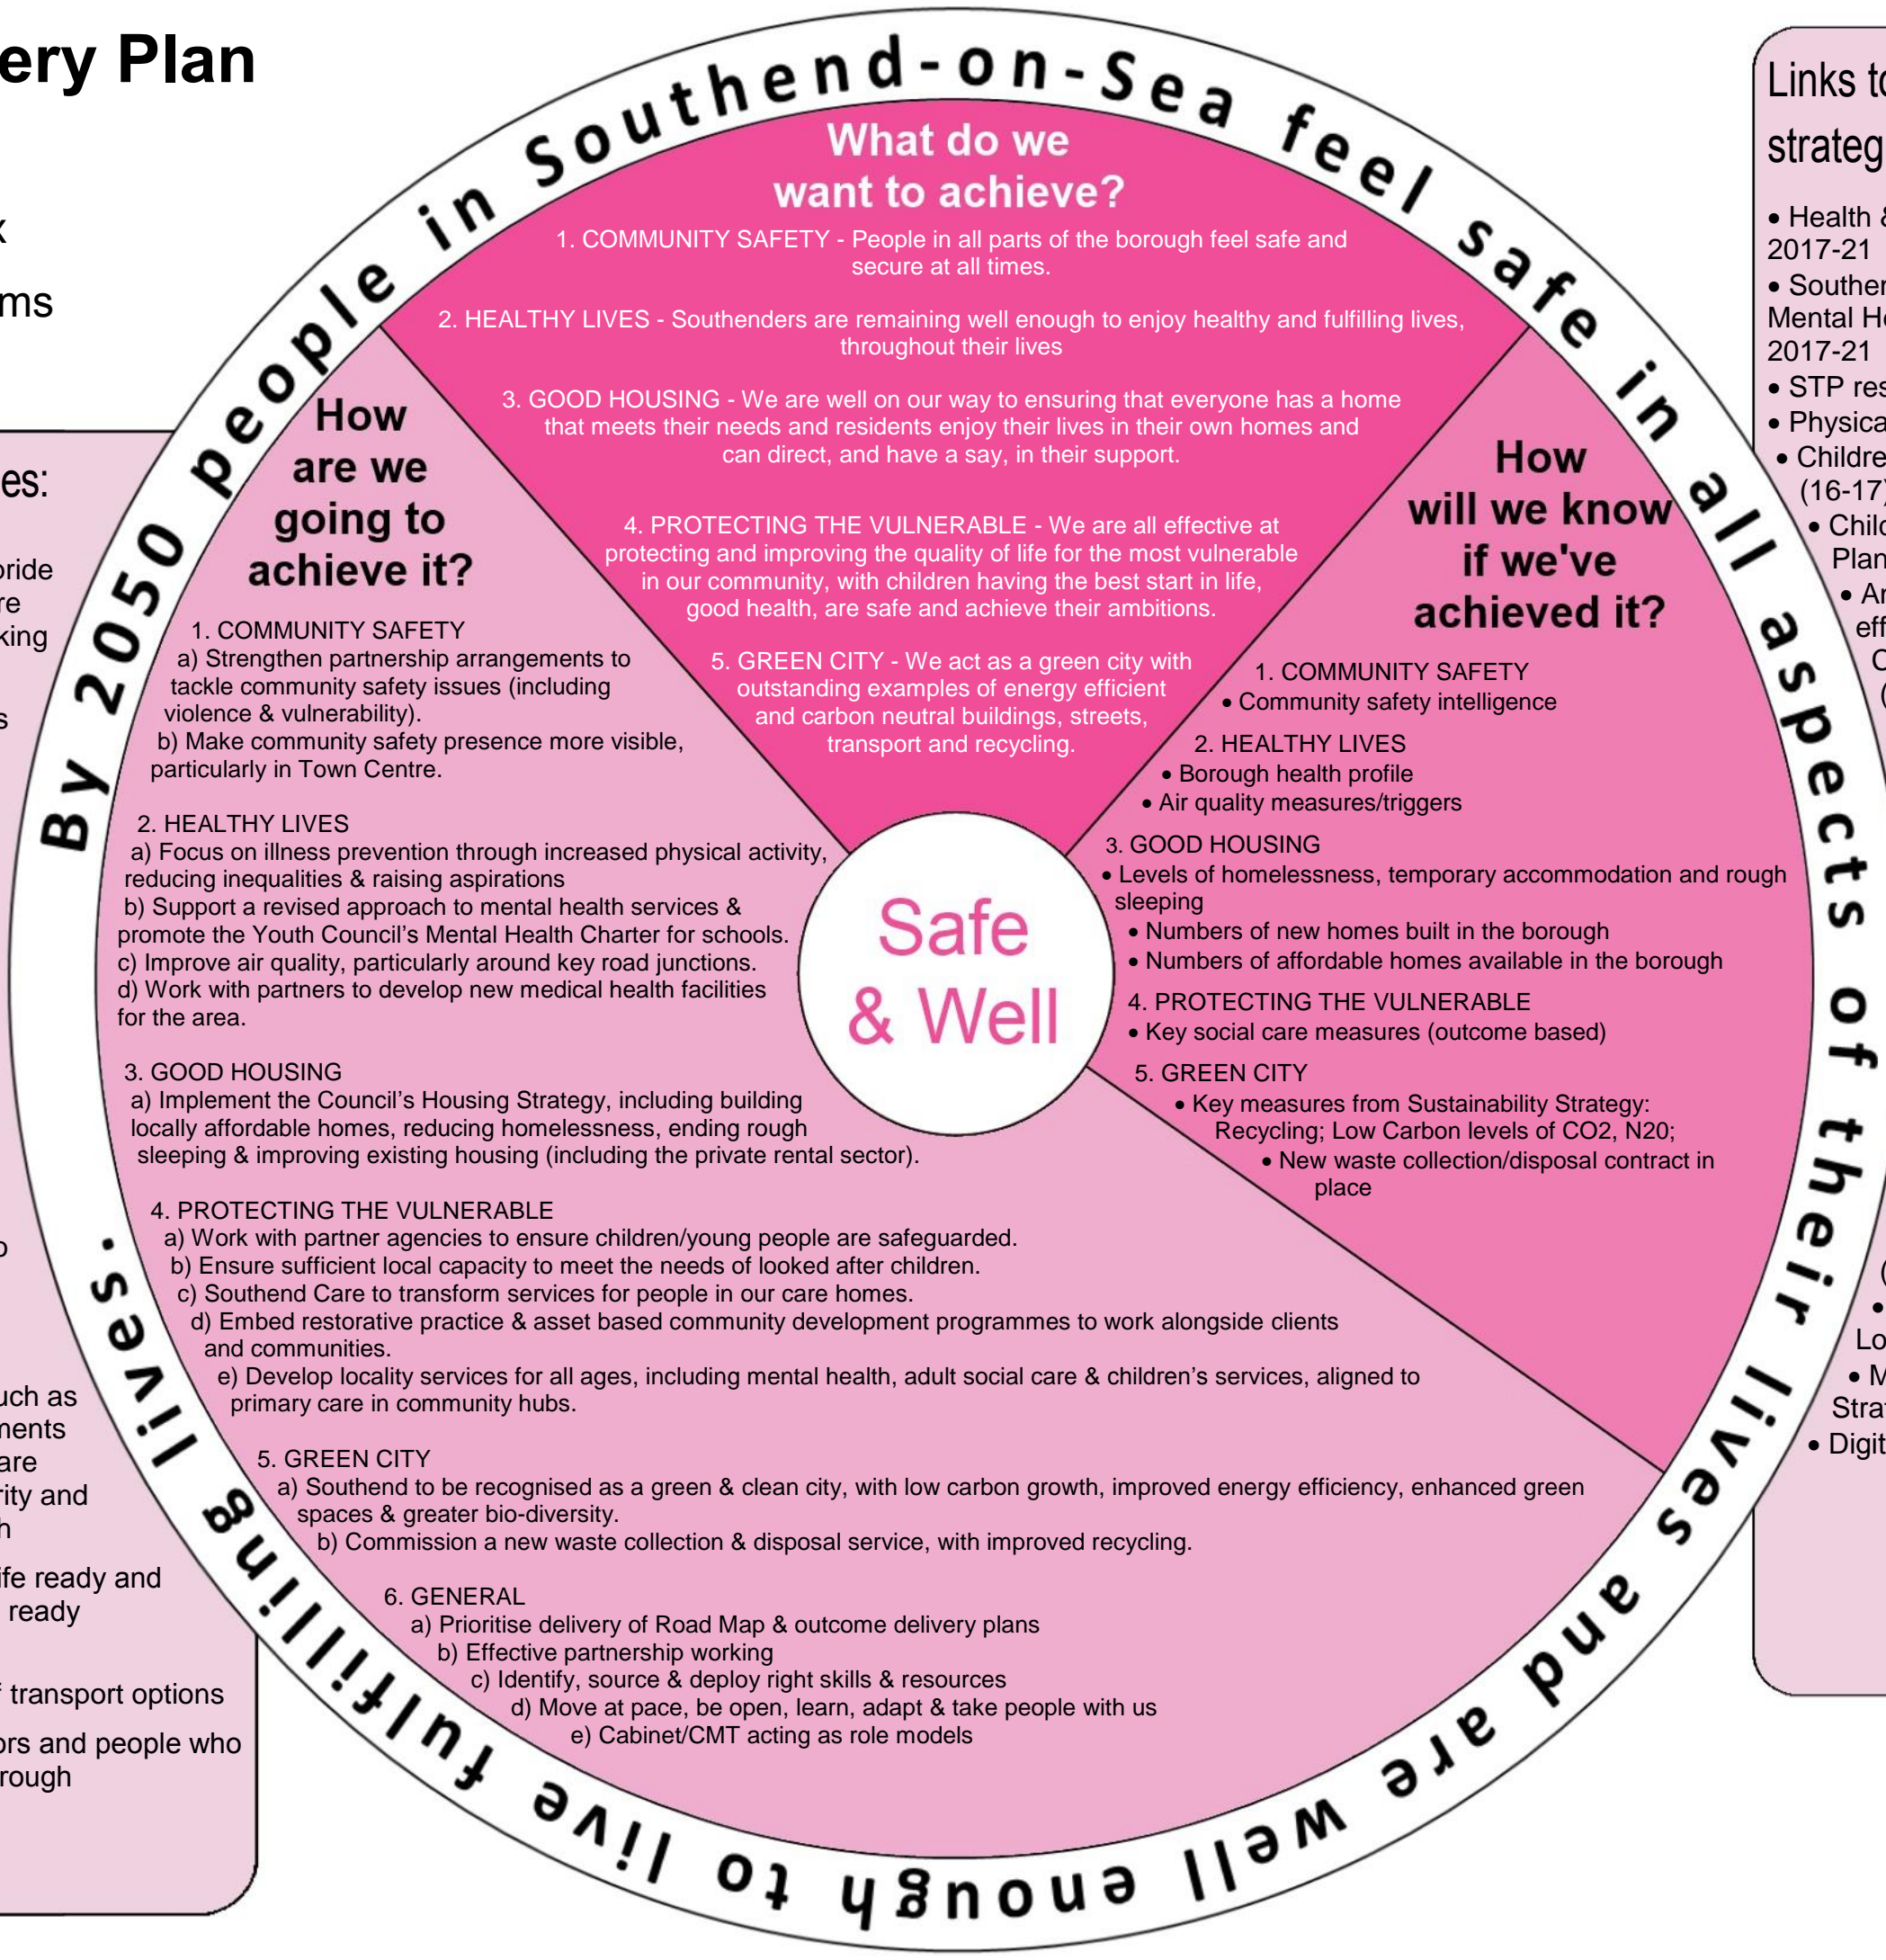 ery Plan
ms
es:
oride
re
king
s
uch as
ments
are
rity and
h
ife ready and
ready
transport options
ors and people who
rough
By 2050 people in Southend-on-Sea feel safe in all aspects of their lives and are well enough to live fulfilling lives.
What do we
want to achieve?
1. COMMUNITY SAFETY - People in all parts of the borough feel safe and
secure at all times.
2. HEALTHY LIVES - Southenders are remaining well enough to enjoy healthy and fulfilling lives,
throughout their lives
3. GOOD HOUSING - We are well on our way to ensuring that everyone has a home
that meets their needs and residents enjoy their lives in their own homes and
can direct, and have a say, in their support.
4. PROTECTING THE VULNERABLE - We are all effective at
protecting and improving the quality of life for the most vulnerable
in our community, with children having the best start in life,
good health, are safe and achieve their ambitions.
5. GREEN CITY - We act as a green city with
outstanding examples of energy efficient
and carbon neutral buildings, streets,
transport and recycling.
How
are we
going to
achieve it?
1. COMMUNITY SAFETY
a) Strengthen partnership arrangements to
tackle community safety issues (including
violence & vulnerability).
b) Make community safety presence more visible,
particularly in Town Centre.
2. HEALTHY LIVES
a) Focus on illness prevention through increased physical activity,
reducing inequalities & raising aspirations
b) Support a revised approach to mental health services &
promote the Youth Council's Mental Health Charter for schools.
c) Improve air quality, particularly around key road junctions.
d) Work with partners to develop new medical health facilities
for the area.
3. GOOD HOUSING
a) Implement the Council's Housing Strategy, including building
locally affordable homes, reducing homelessness, ending rough
sleeping & improving existing housing (including the private rental sector).
4. PROTECTING THE VULNERABLE
a) Work with partner agencies to ensure children/young people are safeguarded.
b) Ensure sufficient local capacity to meet the needs of looked after children.
c) Southend Care to transform services for people in our care homes.
d) Embed restorative practice & asset based community development programmes to work alongside clients
and communities.
e) Develop locality services for all ages, including mental health, adult social care & children's services, aligned to
primary care in community hubs.
5. GREEN CITY
a) Southend to be recognised as a green & clean city, with low carbon growth, improved energy efficiency, enhanced green
spaces & greater bio-diversity.
b) Commission a new waste collection & disposal service, with improved recycling.
6. GENERAL
a) Prioritise delivery of Road Map & outcome delivery plans
b) Effective partnership working
c) Identify, source & deploy right skills & resources
d) Move at pace, be open, learn, adapt & take people with us
e) Cabinet/CMT acting as role models
Safe
& Well
How
will we know
if we've
achieved it?
1. COMMUNITY SAFETY
• Community safety intelligence
2. HEALTHY LIVES
• Borough health profile
• Air quality measures/triggers
3. GOOD HOUSING
• Levels of homelessness, temporary accommodation and rough
sleeping
• Numbers of new homes built in the borough
• Numbers of affordable homes available in the borough
4. PROTECTING THE VULNERABLE
• Key social care measures (outcome based)
5. GREEN CITY
• Key measures from Sustainability Strategy:
Recycling; Low Carbon levels of CO2, N20;
• New waste collection/disposal contract in
place
Links to
strateg
• Health &
2017-21
• Southen
Mental He
2017-21
• STP res
• Physica
• Childre
(16-17)
• Child
Plan
• Ar
eff
C
(
(
•
Lo
• M
Strat
• Digit